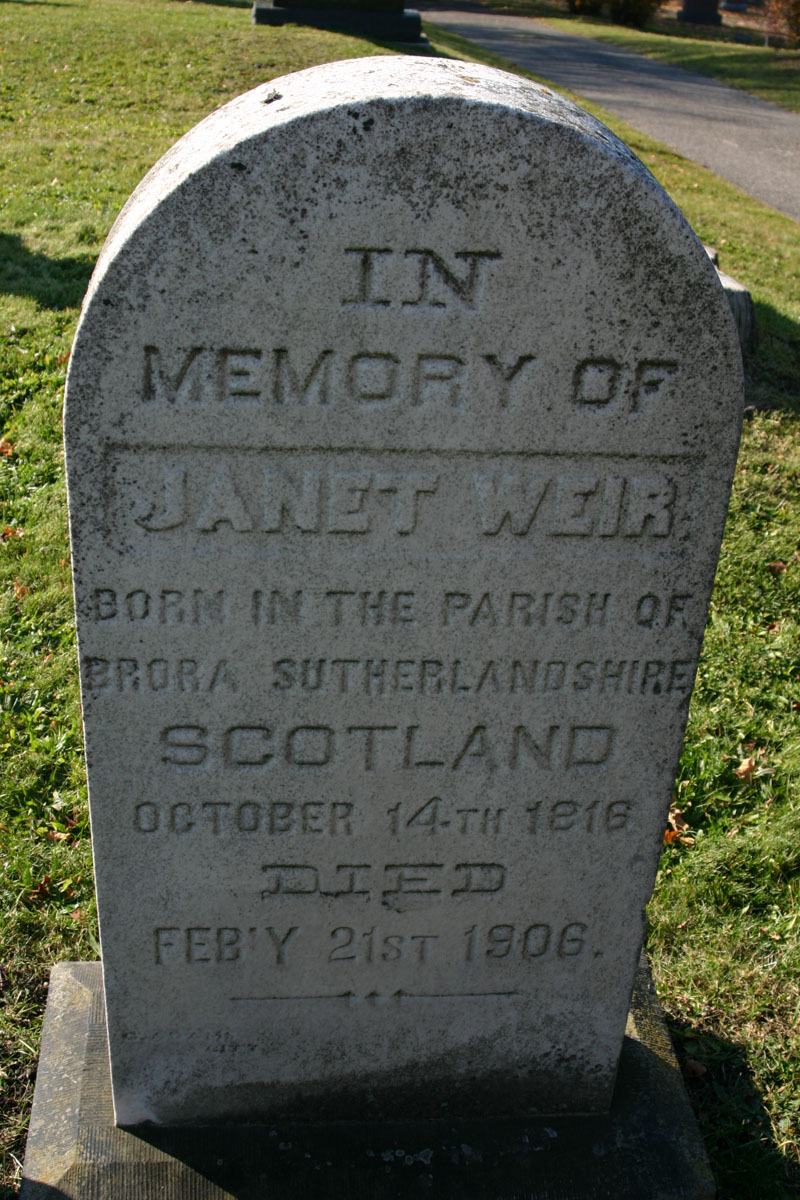 IN
MEMORY OF
JANET WEIR
BORN IN THE PARISH OF
BRORA SUTHERLANDSHIRE
SCOTLAND
OCTOBER 14TH 1816
DIED
FEB'Y 21ST 1906.